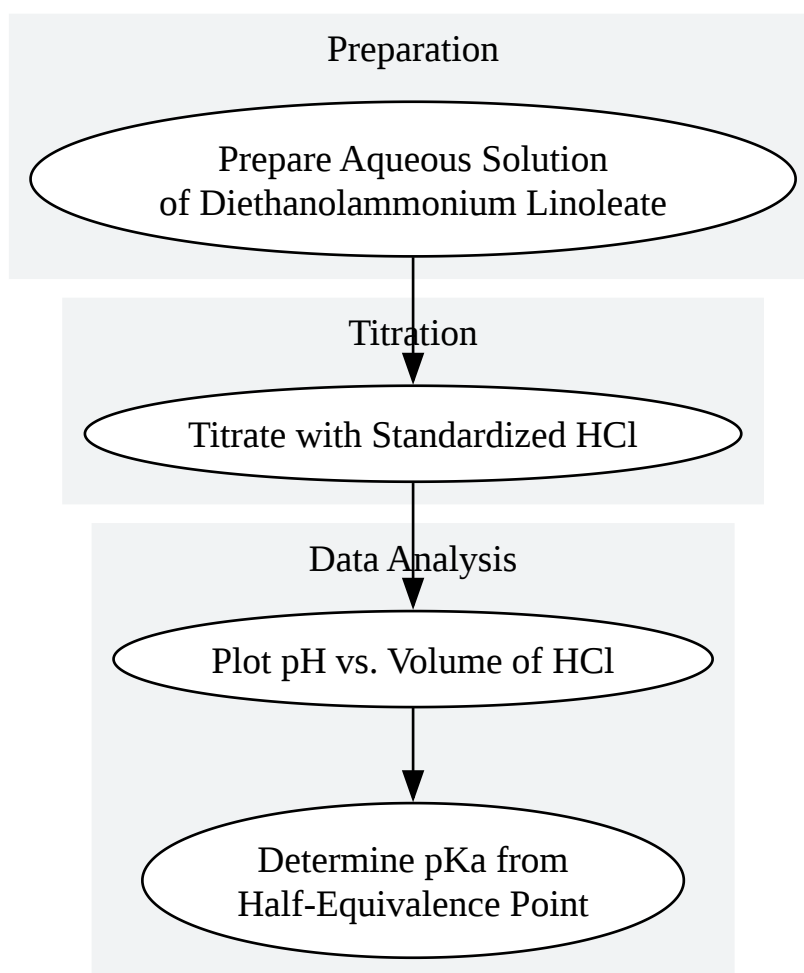 Preparation
Prepare Aqueous Solution
of Diethanolammonium Linoleate
Titration
Titrate with Standardized HCl
Data Analysis
Plot pH vs. Volume of HCl
Determine pKa from
Half-Equivalence Point